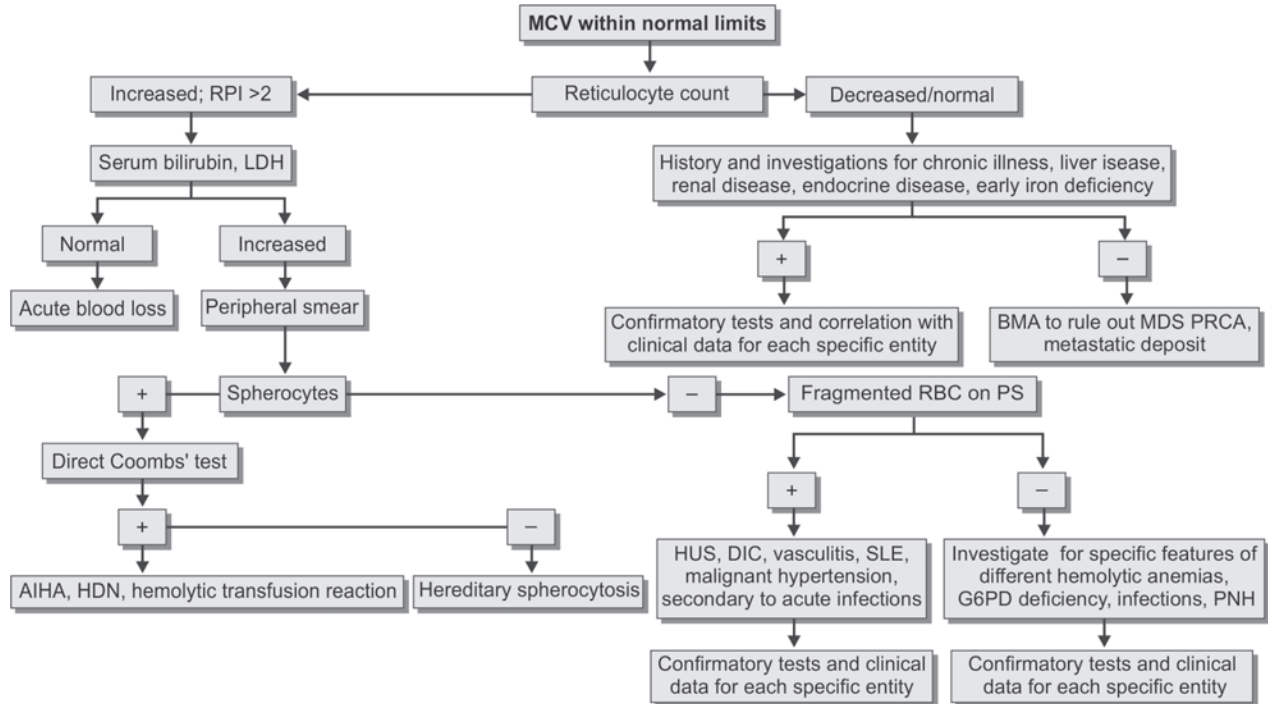 MCV within normal limits
Increased; RPI >2
Reticulocyte count
Decreased/normal
Serum bilirubin, LDH
History and investigations for chronic illness, liver isease,
renal disease, endocrine disease, early iron deficiency
Normal
Increased
+
–
Acute blood loss
Peripheral smear
Confirmatory tests and correlation with
clinical data for each specific entity
BMA to rule out MDS PRCA,
metastatic deposit
+
Spherocytes
–
Fragmented RBC on PS
Direct Coombs' test
+
–
+
–
AIHA, HDN, hemolytic transfusion reaction
Hereditary spherocytosis
HUS, DIC, vasculitis, SLE,
malignant hypertension,
secondary to acute infections
Investigate for specific features of
different hemolytic anemias,
G6PD deficiency, infections, PNH
Confirmatory tests and clinical
data for each specific entity
Confirmatory tests and clinical
data for each specific entity